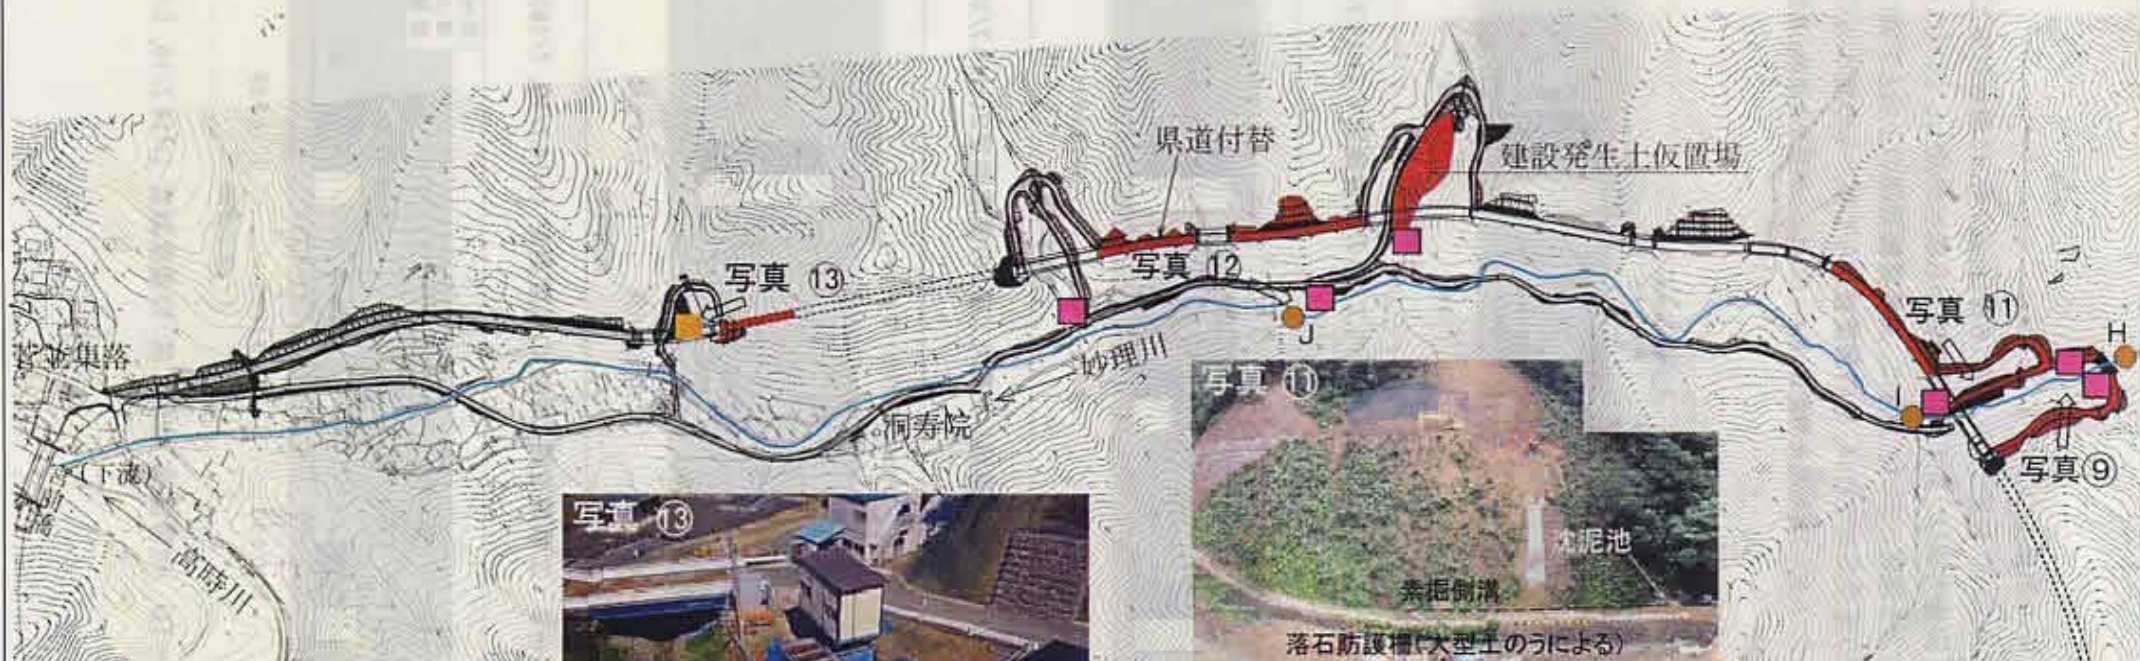 県道付替
建設発生土仮置場
写真 ⑬
写真 ⑫
写真 ⑪
H
J
I
集落
妙理川
洞寿院
写真⑨
(下流)
高時川
写真 ⑬
写真 ⑪
沈泥池
素掘側溝
落石防護柵(大型土のうによる)